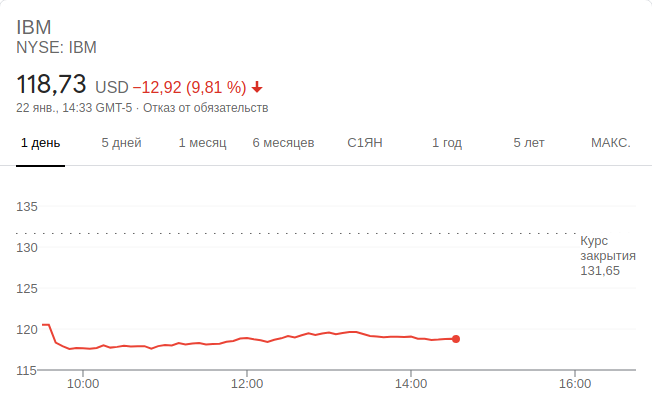 IBM
NYSE: IBM
118,73 USD −12,92 (9,81 %)
22 янв., 14:33 GMT-5 · Отказ от обязательств
1 день 5 дней 1 месяц 6 месяцев С1ЯН 1 год 5 лет МАКС.
135
130
125
120
115
Курс
закрытия
131,65
10:00 12:00 14:00 16:00